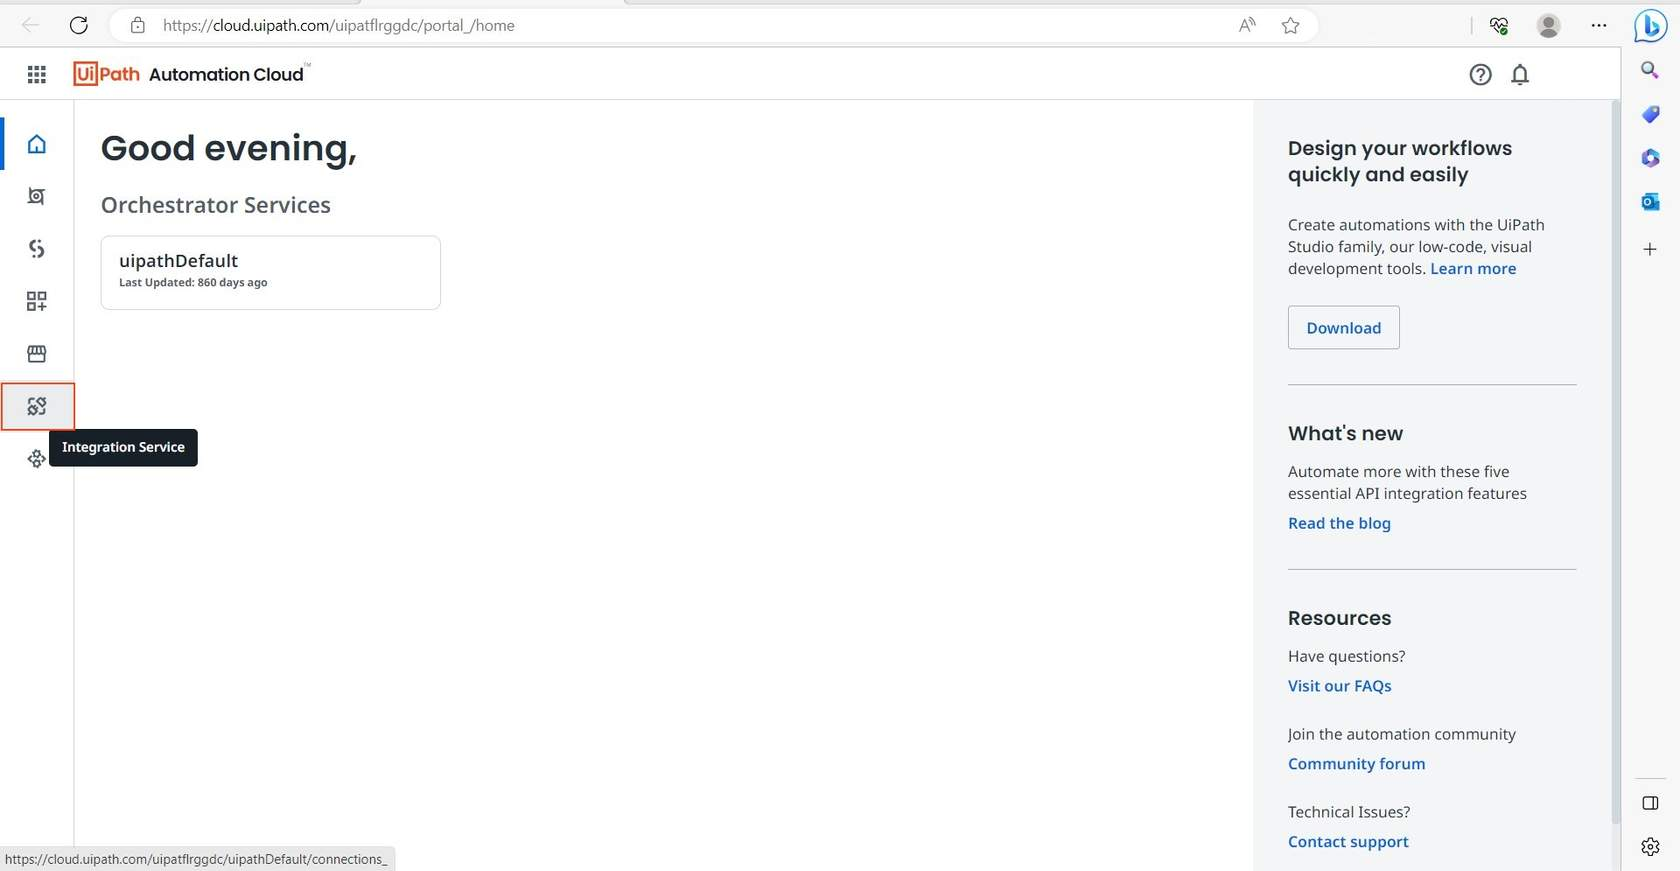 https://cloud.uipath.com/uipatflrggdc/portal_/home
UiPath Automation Cloud™
Good evening,
Orchestrator Services
uipathDefault
Last Updated: 860 days ago
Integration Service
Design your workflows
quickly and easily
Create automations with the UiPath
Studio family, our low-code, visual
development tools. Learn more
Download
What's new
Automate more with these five
essential API integration features
Read the blog
Resources
Have questions?
Visit our FAQs
Join the automation community
Community forum
Technical Issues?
Contact support
https://cloud.uipath.com/uipatflrggdc/uipathDefault/connections_